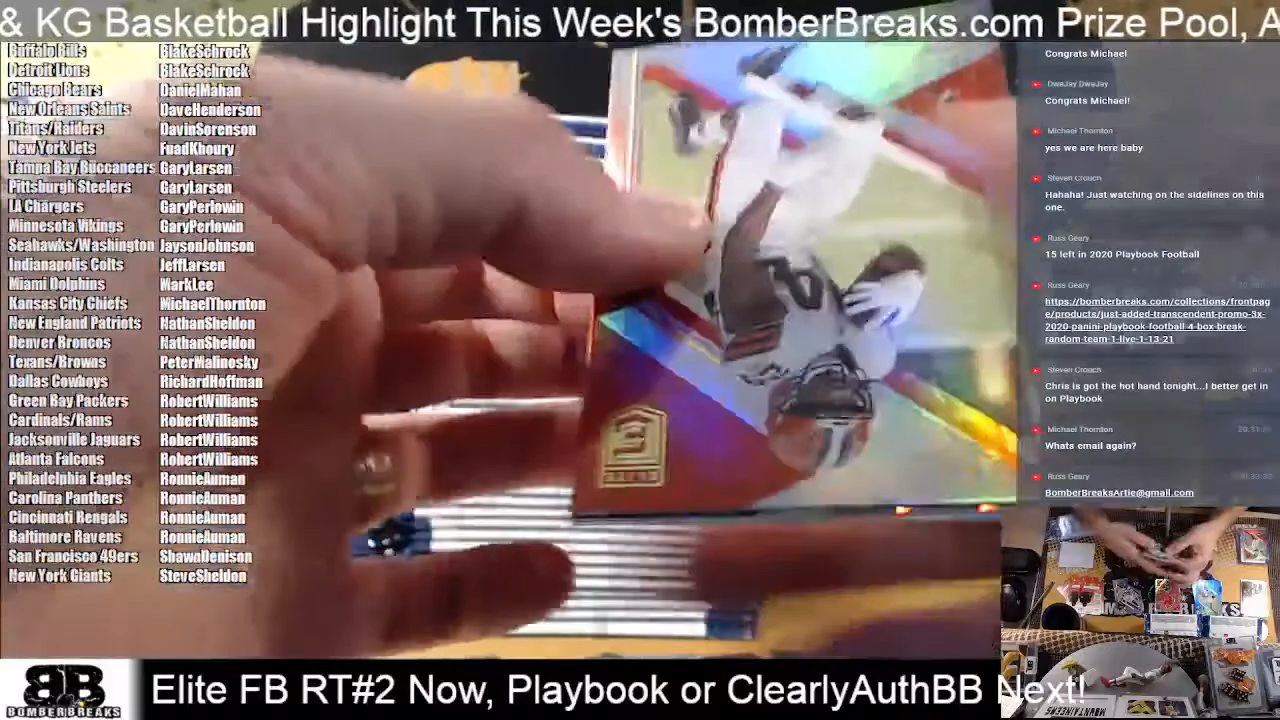 & KG Basketball Highlight This Week's BomberBreaks.com Prize Pool, A
Buffalo Bills BlakeSchrock
Detroit Lions BlakeSchrock
Chicago Bears DanielMahan
New Orleans Saints DaveHenderson
Titans/Raiders DavinSorenson
New York Jets FuadKhoury
Tampa Bay Buccaneers GaryLarsen
Pittsburgh Steelers GaryLarsen
LA Chargers GaryPerlowin
Minnesota Vikings GaryPerlowin
Seahawks/Washington JaysonJohnson
Indianapolis Colts JeffLarsen
Miami Dolphins MarkLee
Kansas City Chiefs MichaelThornton
New England Patriots NathanSheldon
Denver Broncos NathanSheldon
Texans/Browns PeterMalinosky
Dallas Cowboys RichardHoffman
Green Bay Packers RobertWilliams
Cardinals/Rams RobertWilliams
Jacksonville Jaguars RobertWilliams
Atlanta Falcons RobertWilliams
Philadelphia Eagles RonnieAuman
Carolina Panthers RonnieAuman
Cincinnati Bengals RonnieAuman
Baltimore Ravens RonnieAuman
San Francisco 49ers ShawnDenison
New York Giants SteveSheldon
Congrats Michael
DwaJay DwaJay
Congrats Michael!
Michael Thornton
yes we are here baby
Steven Crouch
Hahaha! Just watching on the sidelines on this
one.
Russ Geary
15 left in 2020 Playbook Football
Russ Geary
https://bomberbreaks.com/collections/frontpag
e/products/just-added-transcendent-promo-3x-
2020-panini-playbook-football-4-box-break-
random-team-1-live-1-13-21
Steven Crouch
Chris is got the hot hand tonight...I better get in
on Playbook
Michael Thornton
Whats email again?
Russ Geary
BomberBreaksArtie@gmail.com
MOUNTAINEERS
BB
BOMBERBREAKS
Elite FB RT#2 Now, Playbook or ClearlyAuthBB Next!